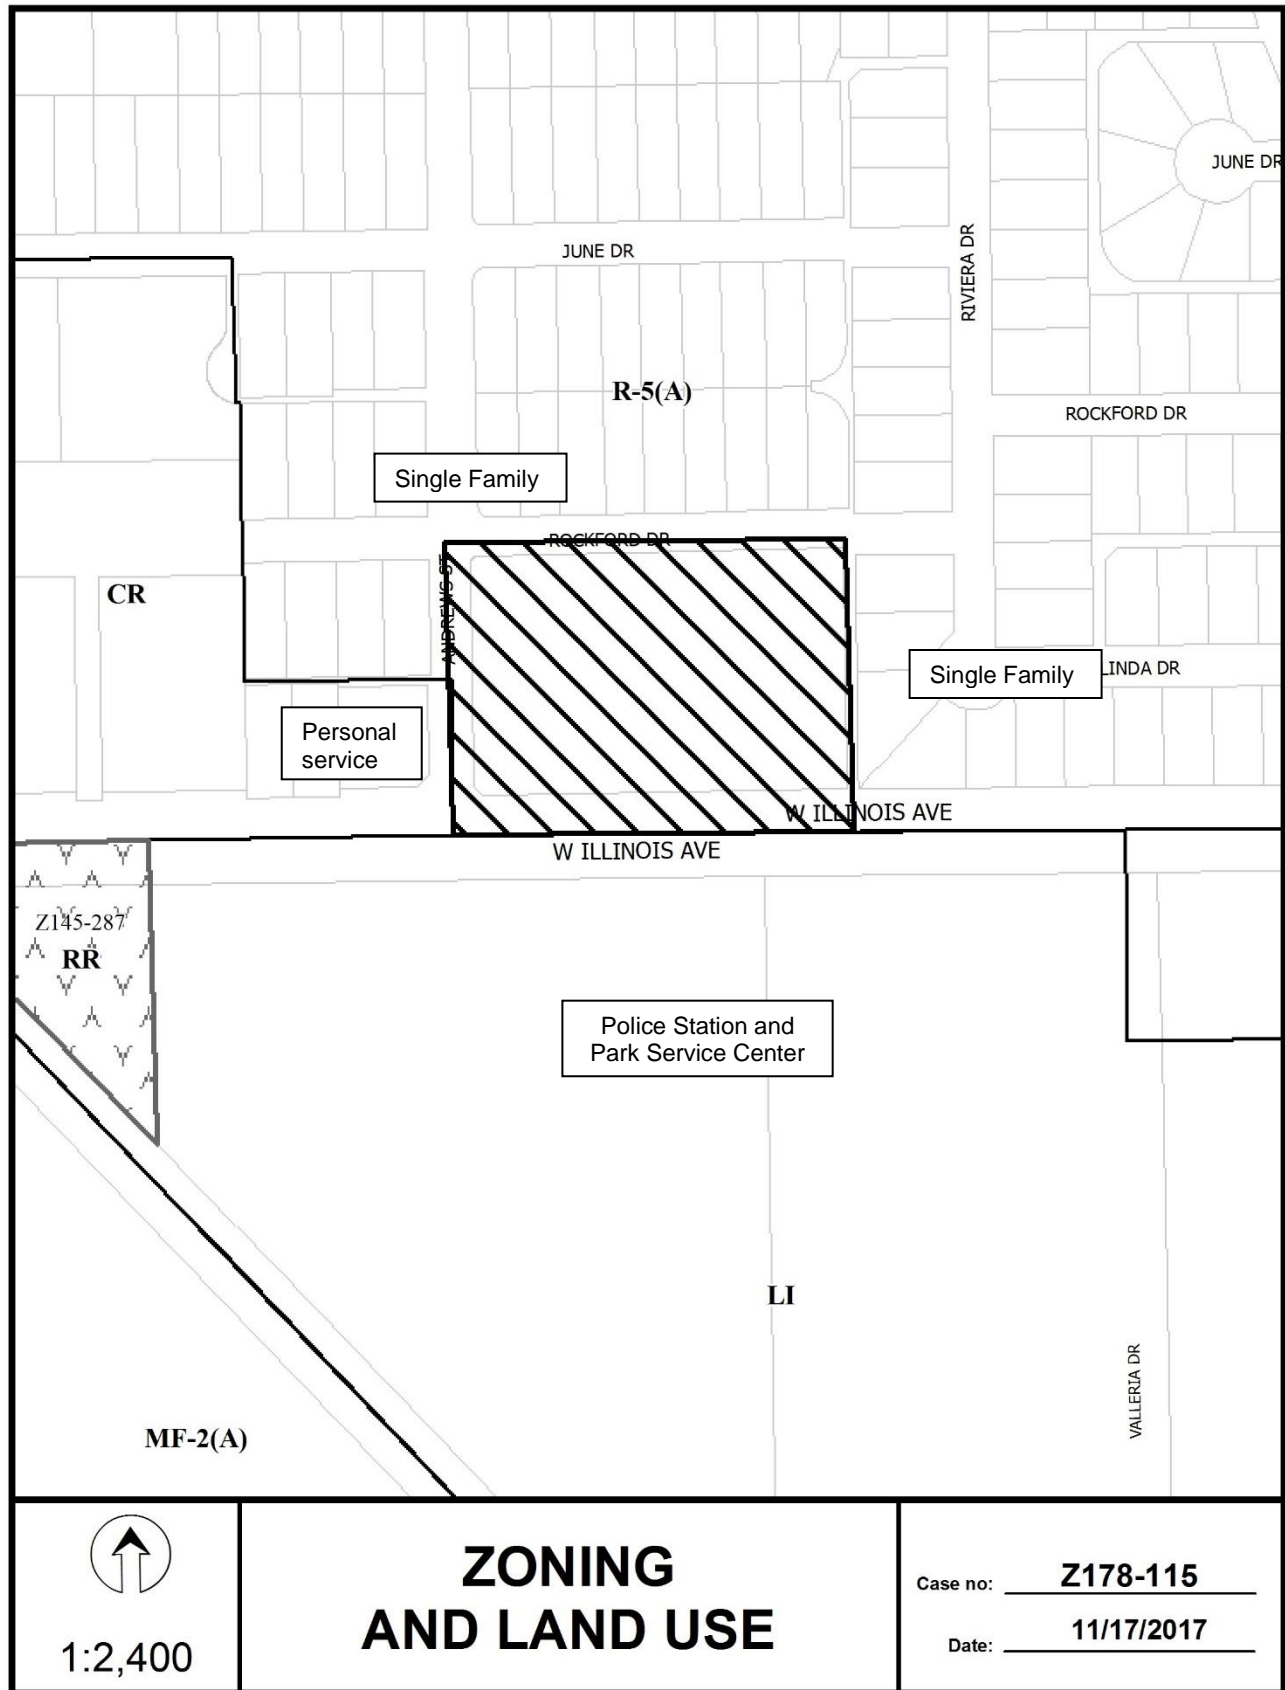 JUNE DR
JUNE DR
RIVIERA DR
R-5(A)
ROCKFORD DR
Single Family
ROCKFORD DR
ANDREWS ST
CR
Single Family
LINDA DR
Personal
service
W ILLINOIS AVE
W ILLINOIS AVE
Z145-287
RR
Police Station and
Park Service Center
LI
VALLERIA DR
MF-2(A)
1:2,400
ZONING
AND LAND USE
Case no: Z178-115
Date: 11/17/2017